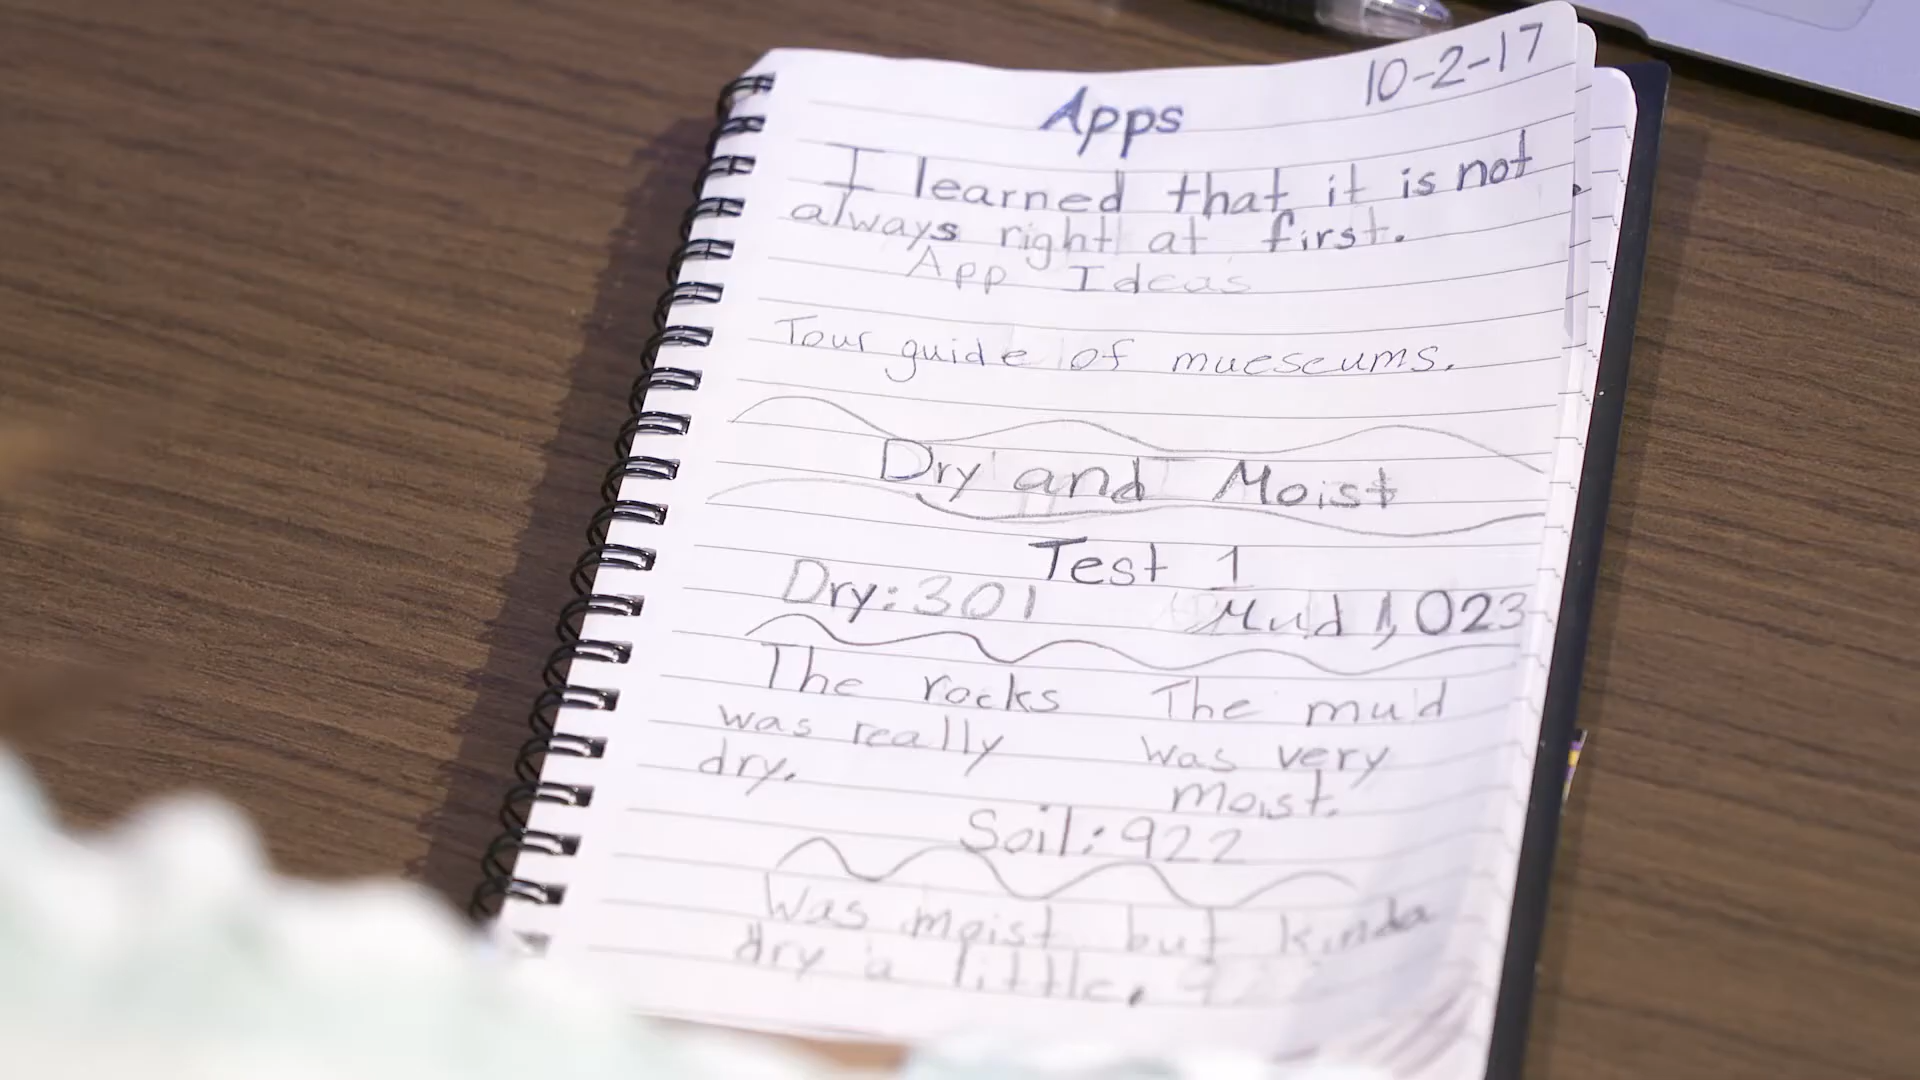 10-2-17
Apps
I learned that it is not
always right at first.
App Ideas
Tour guide of mueseums.
Dry and Moist
Test 1
Dry: 301 Mud 1,023
The rocks The mud
was really was very
dry. moist.
Soil: 922
Was moist but kinda
dry a little.